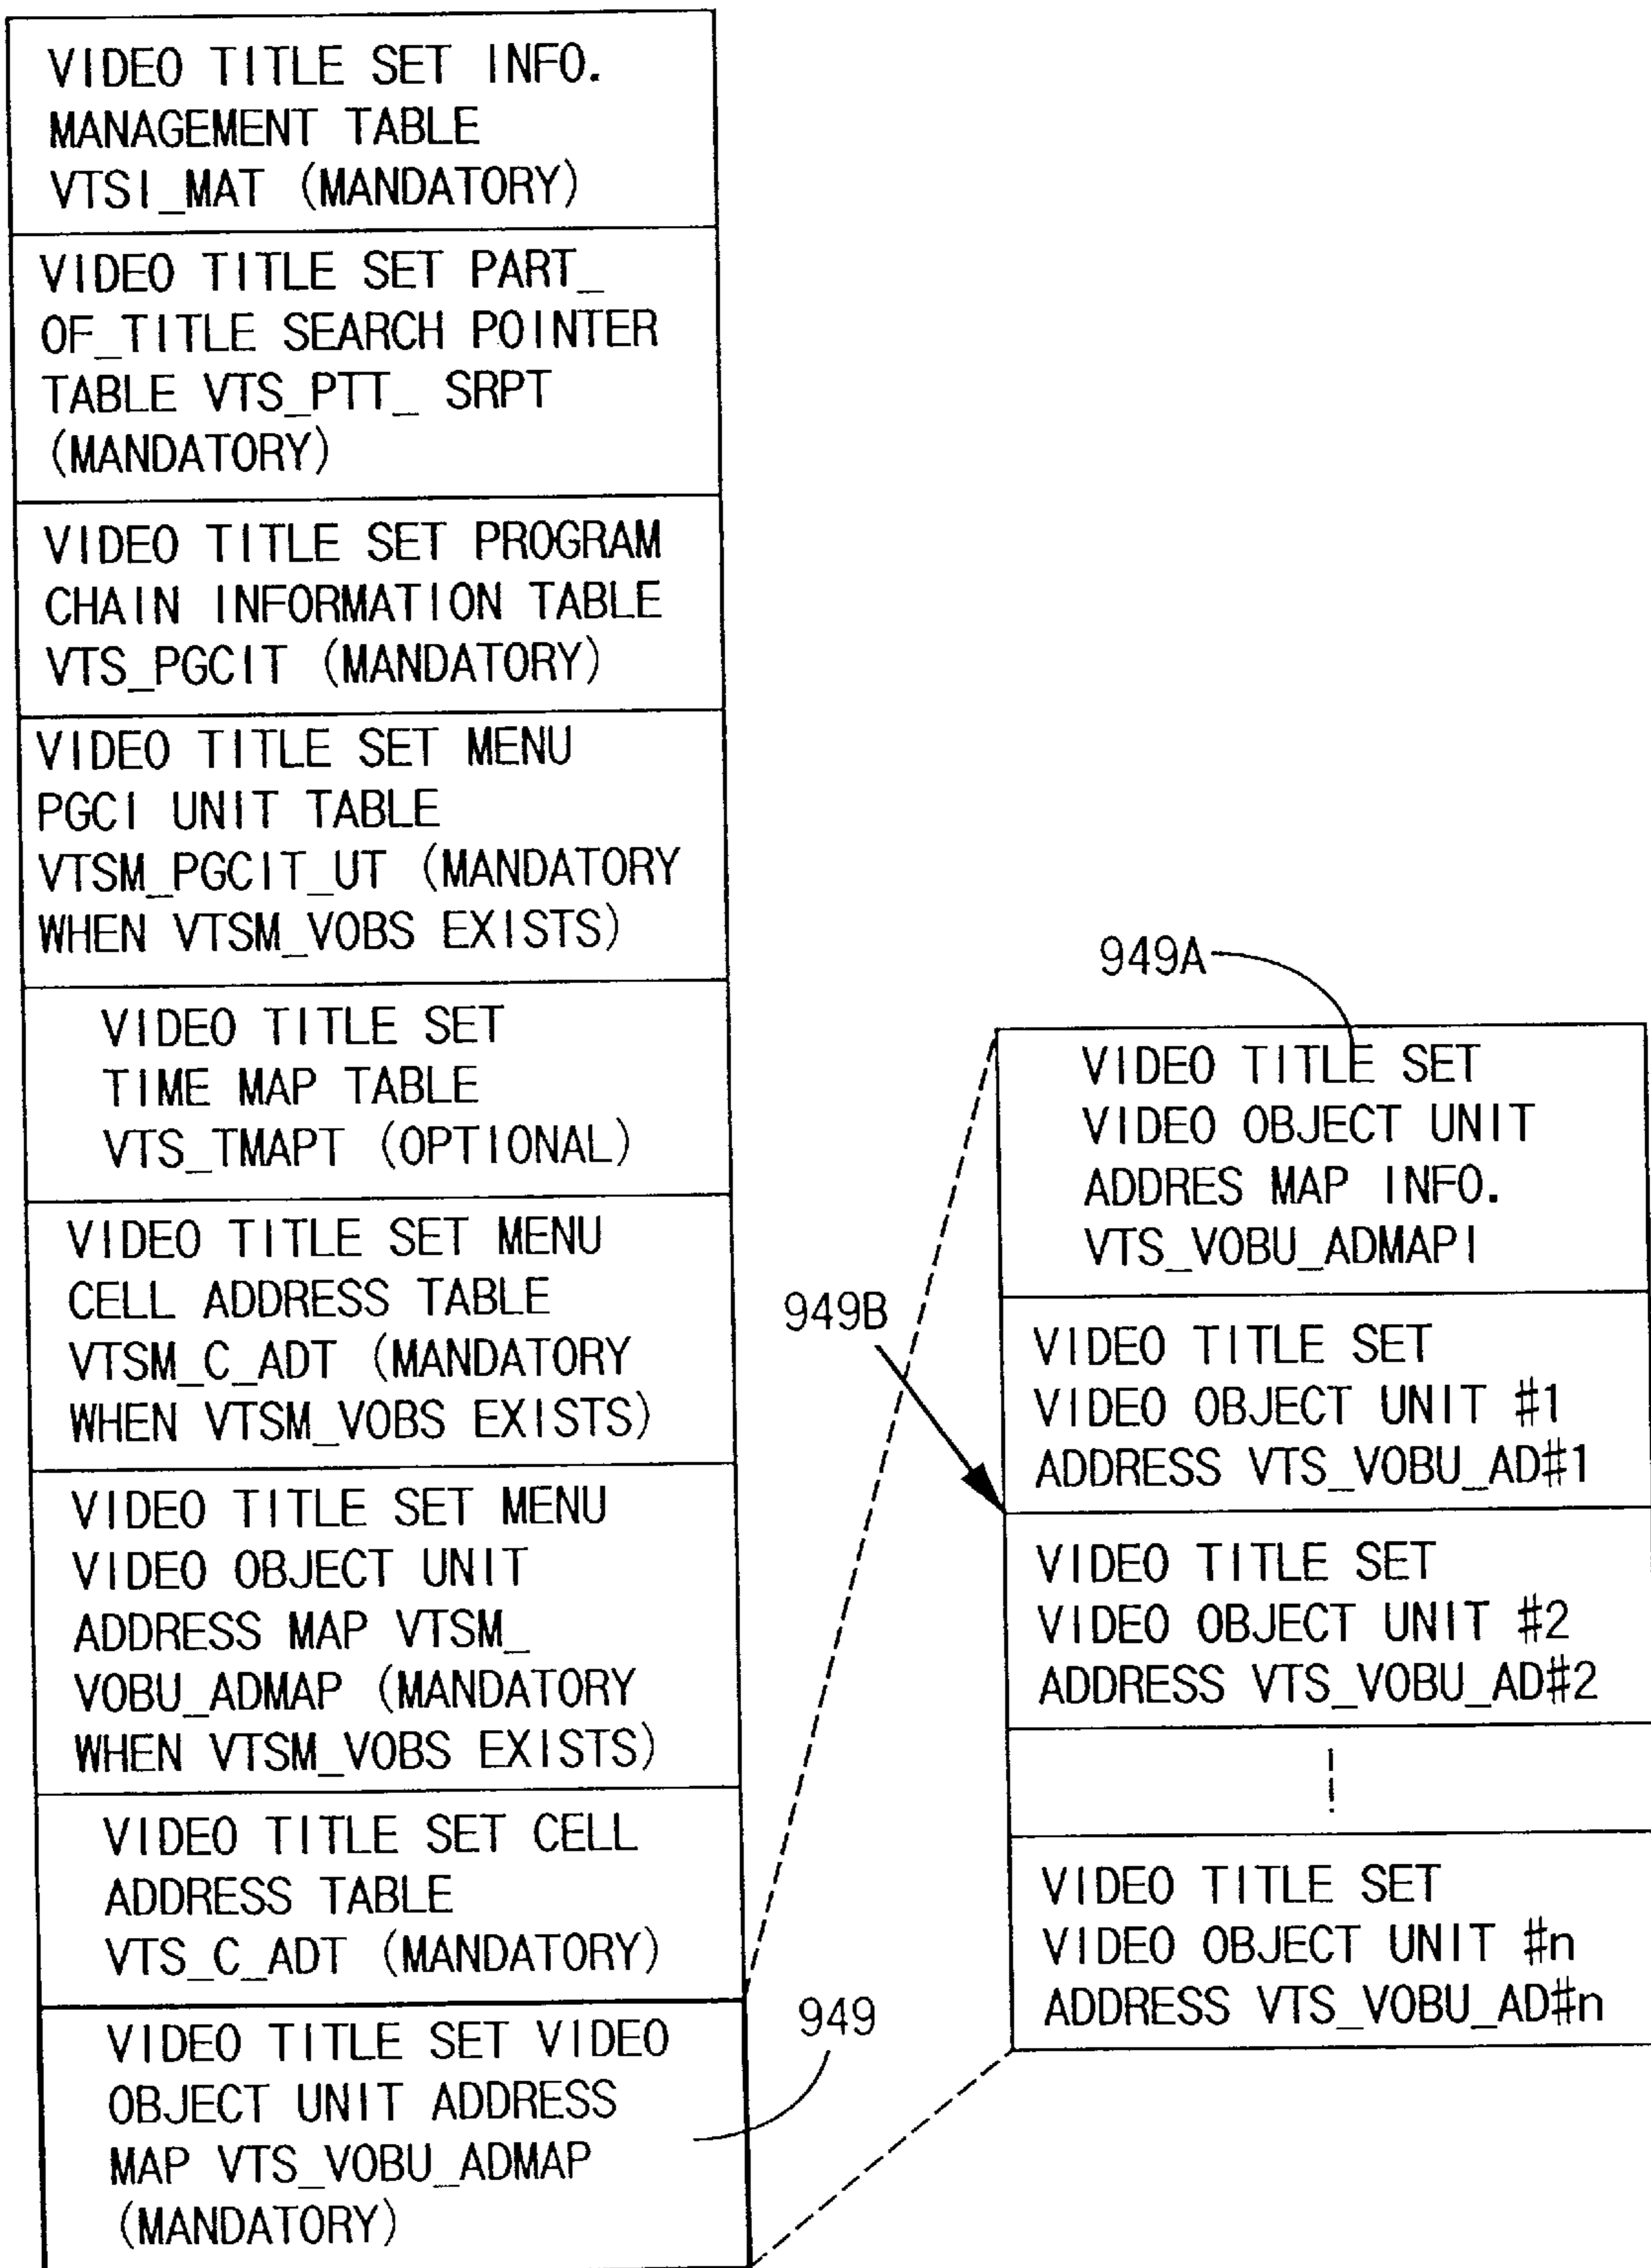 VIDEO TITLE SET INFO.
MANAGEMENT TABLE
VTSI_MAT (MANDATORY)
VIDEO TITLE SET PART_
OF_TITLE SEARCH POINTER
TABLE VTS_PTT_ SRPT
(MANDATORY)
VIDEO TITLE SET PROGRAM
CHAIN INFORMATION TABLE
VTS_PGCIT (MANDATORY)
VIDEO TITLE SET MENU
PGCI UNIT TABLE
VTSM_PGCIT_UT (MANDATORY
WHEN VTSM_VOBS EXISTS)
VIDEO TITLE SET
TIME MAP TABLE
VTS_TMAPT (OPTIONAL)
VIDEO TITLE SET MENU
CELL ADDRESS TABLE
VTSM_C_ADT (MANDATORY
WHEN VTSM_VOBS EXISTS)
VIDEO TITLE SET MENU
VIDEO OBJECT UNIT
ADDRESS MAP VTSM_
VOBU_ADMAP (MANDATORY
WHEN VTSM_VOBS EXISTS)
VIDEO TITLE SET CELL
ADDRESS TABLE
VTS_C_ADT (MANDATORY)
VIDEO TITLE SET VIDEO
OBJECT UNIT ADDRESS
MAP VTS_VOBU_ADMAP
(MANDATORY)
949
949A
VIDEO TITLE SET
VIDEO OBJECT UNIT
ADDRES MAP INFO.
VTS_VOBU_ADMAPI
949B
VIDEO TITLE SET
VIDEO OBJECT UNIT #1
ADDRESS VTS_VOBU_AD#1
VIDEO TITLE SET
VIDEO OBJECT UNIT #2
ADDRESS VTS_VOBU_AD#2
VIDEO TITLE SET
VIDEO OBJECT UNIT #n
ADDRESS VTS_VOBU_AD#n